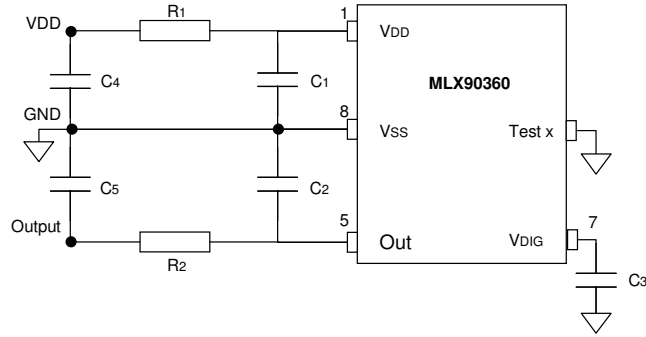 R1
VDD
1
VDD
MLX90360
C4
C1
GND
8
VSS
Test x
C5
C2
Output
5
Out
VDIG
7
R2
C3